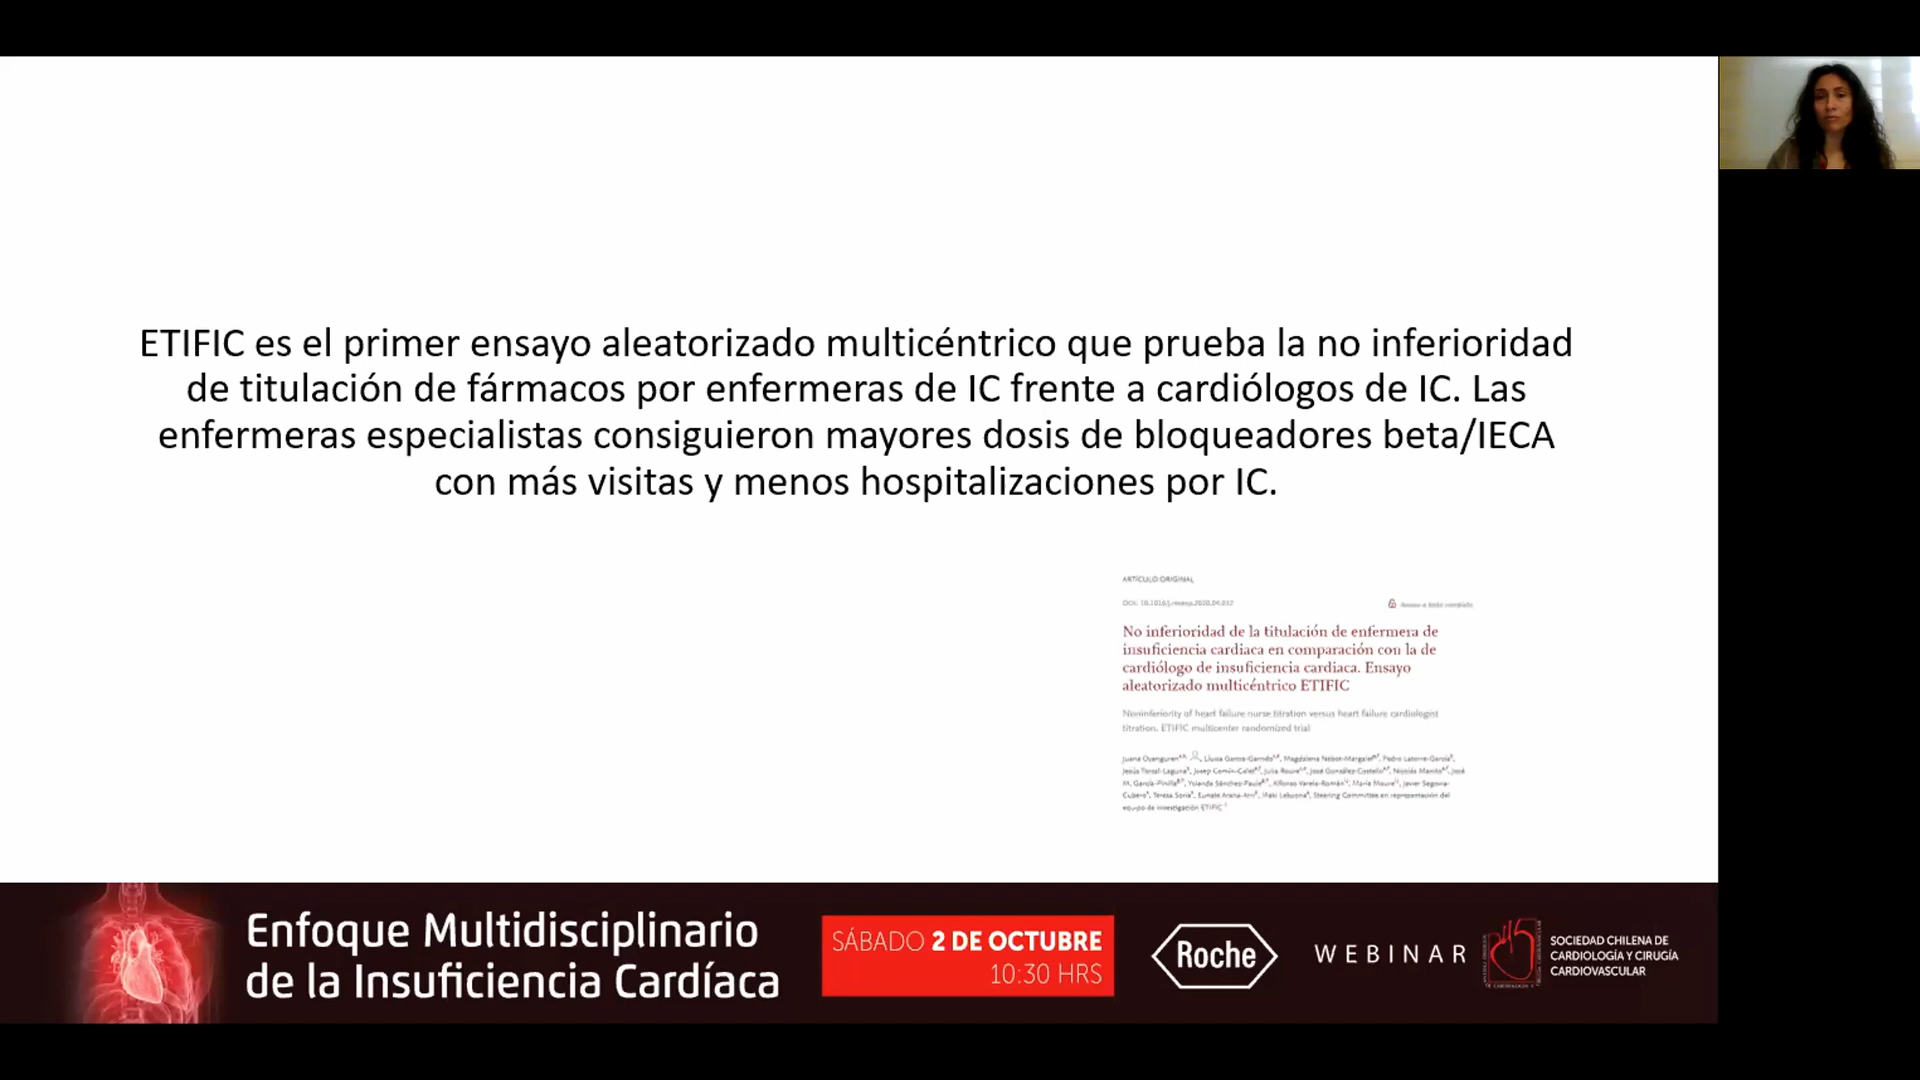 ETIFIC es el primer ensayo aleatorizado multicéntrico que prueba la no inferioridad
de titulación de fármacos por enfermeras de IC frente a cardiólogos de IC. Las
enfermeras especialistas consiguieron mayores dosis de bloqueadores beta/IECA
con más visitas y menos hospitalizaciones por IC.
ARTÍCULO ORIGINAL
Acceso a texto completo
No inferioridad de la titulación de enfermera de
insuficiencia cardiaca en comparación con la de
cardiólogo de insuficiencia cardiaca. Ensayo
aleatorizado multicéntrico ETIFIC
Noninferiority of heart failure nurse titration versus heart failure cardiologist
titration. ETIFIC multicenter randomized trial
Enfoque Multidisciplinario
de la Insuficiencia Cardíaca
SÁBADO 2 DE OCTUBRE
10:30 HRS
Roche
WEBINAR
SOCIEDAD CHILENA DE
CARDIOLOGÍA Y CIRUGÍA
CARDIOVASCULAR